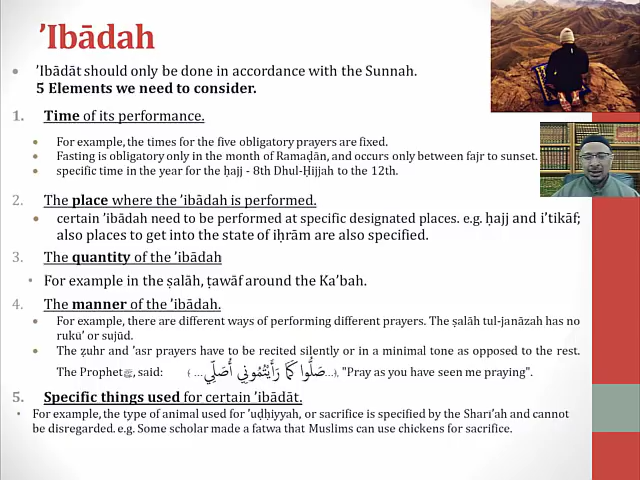 ’Ibādah
• ’Ibādāt should only be done in accordance with the Sunnah.
5 Elements we need to consider.
1. Time of its performance.
• For example, the times for the five obligatory prayers are fixed.
• Fasting is obligatory only in the month of Ramaḍān, and occurs only between fajr to sunset.
• specific time in the year for the ḥajj - 8th Dhul-Ḥijjah to the 12th.
2. The place where the ’ibādah is performed.
• certain ’ibādah need to be performed at specific designated places. e.g. ḥajj and i’tikāf;
also places to get into the state of iḥrām are also specified.
3. The quantity of the ’ibādah
• For example in the ṣalāh, ṭawāf around the Ka’bah.
4. The manner of the ’ibādah.
• For example, there are different ways of performing different prayers. The ṣalāh tul-janāzah has no
rukū’ or sujūd.
• The ẓuhr and ’aṣr prayers have to be recited silently or in a minimal tone as opposed to the rest.
The Prophet ﷺ, said: (... صَلُّوا كَمَا رَأَيْتُمُونِي أُصَلِّي ...), "Pray as you have seen me praying".
5. Specific things used for certain ’ibādāt.
• For example, the type of animal used for ’uḍḥiyyah, or sacrifice is specified by the Sharī’ah and cannot
be disregarded. e.g. Some scholar made a fatwa that Muslims can use chickens for sacrifice.